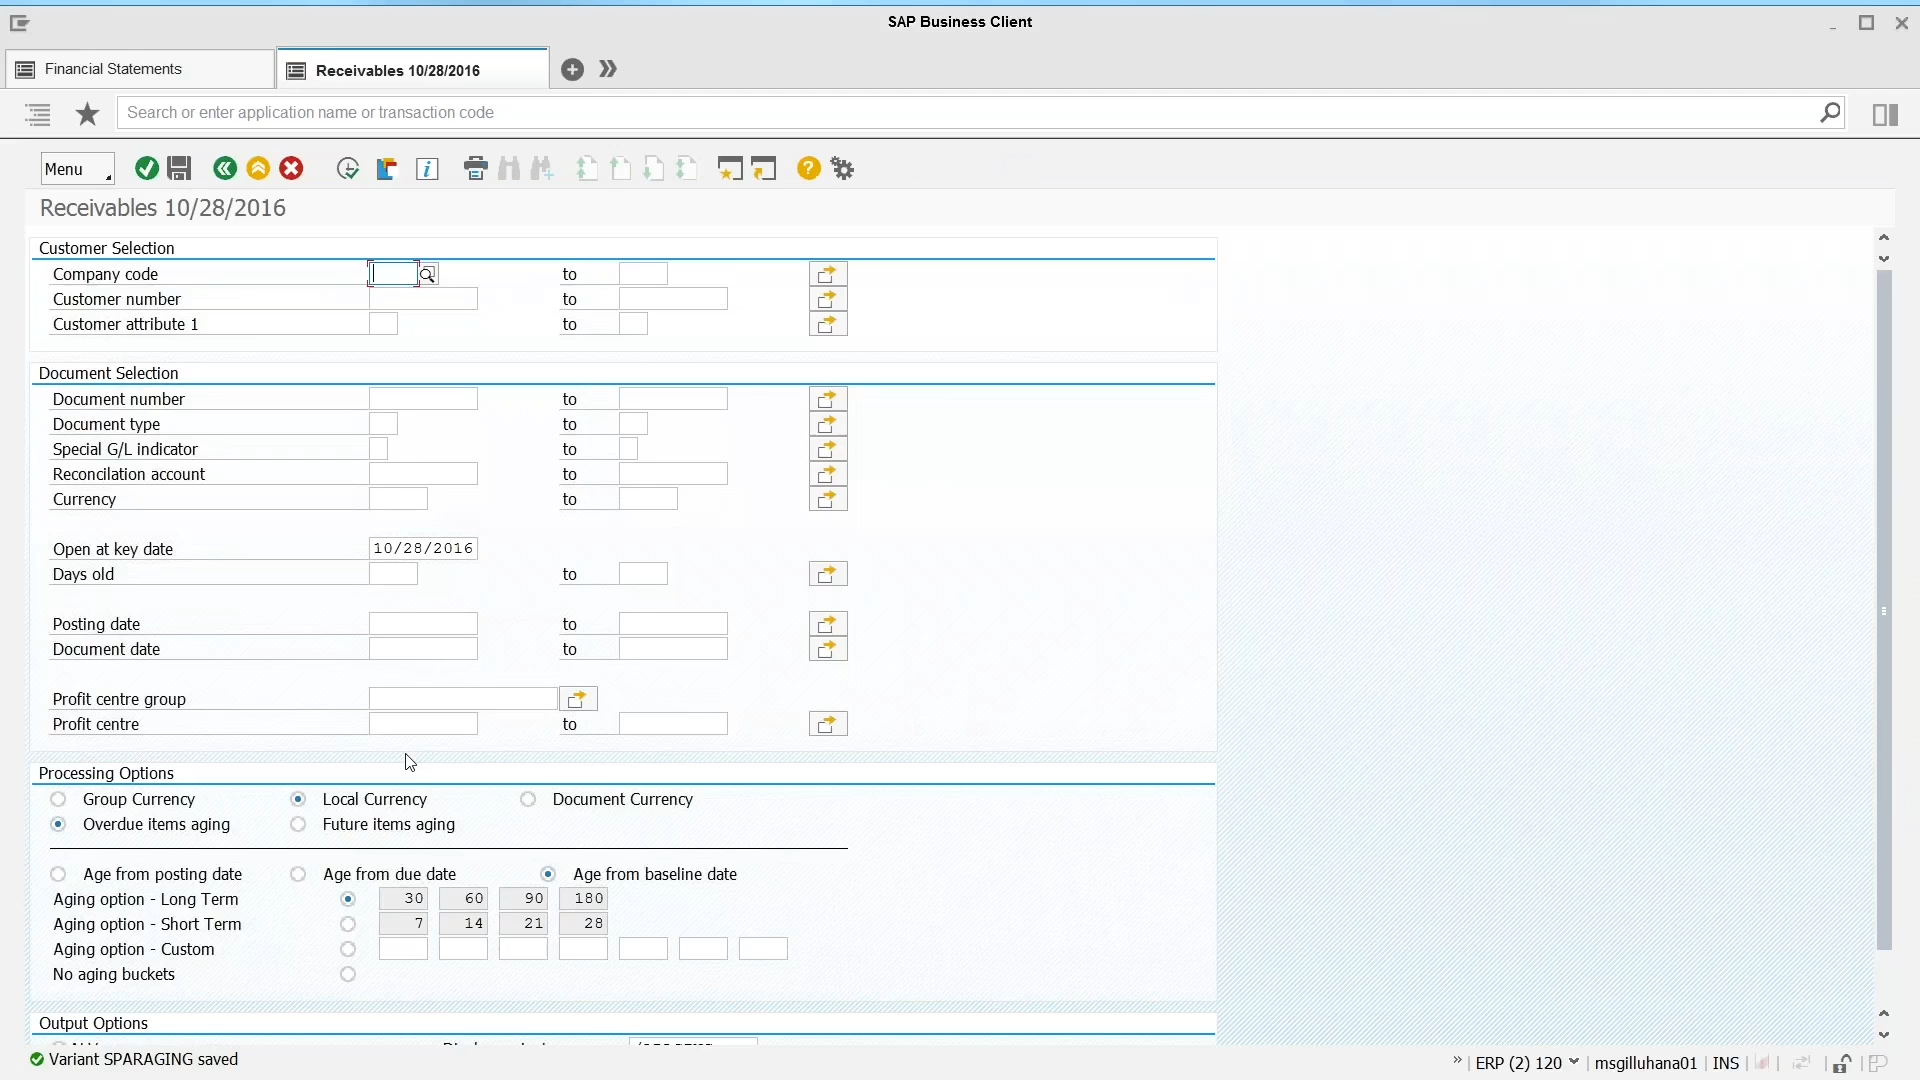 SAP Business Client
Financial Statements
Receivables 10/28/2016
Search or enter application name or transaction code
Menu
Receivables 10/28/2016
Customer Selection
Company code to
Customer number to
Customer attribute 1 to
Document Selection
Document number to
Document type to
Special G/L indicator to
Reconcilation account to
Currency to
Open at key date 10/28/2016
Days old to
Posting date to
Document date to
Profit centre group
Profit centre to
Processing Options
Group Currency Local Currency Document Currency
Overdue items aging Future items aging
Age from posting date Age from due date Age from baseline date
Aging option - Long Term 30 60 90 180
Aging option - Short Term 7 14 21 28
Aging option - Custom
No aging buckets
Output Options
Variant SPARAGING saved
ERP (2) 120 msgilluhana01 INS